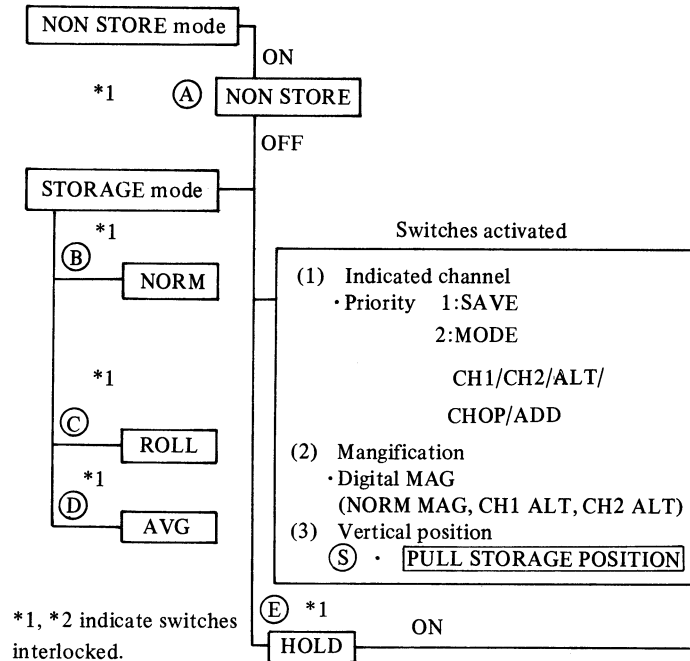 NON STORE mode
ON
*1 Ⓐ NON STORE
OFF
STORAGE mode
*1
Ⓑ
NORM
*1
Ⓒ
ROLL
*1
Ⓓ
AVG
Switches activated
(1) Indicated channel
・Priority 1:SAVE
2:MODE
CH1/CH2/ALT/
CHOP/ADD
(2) Mangification
・Digital MAG
(NORM MAG, CH1 ALT, CH2 ALT)
(3) Vertical position
Ⓢ ・ PULL STORAGE POSITION
Ⓔ *1
HOLD
ON
*1, *2 indicate switches
interlocked.